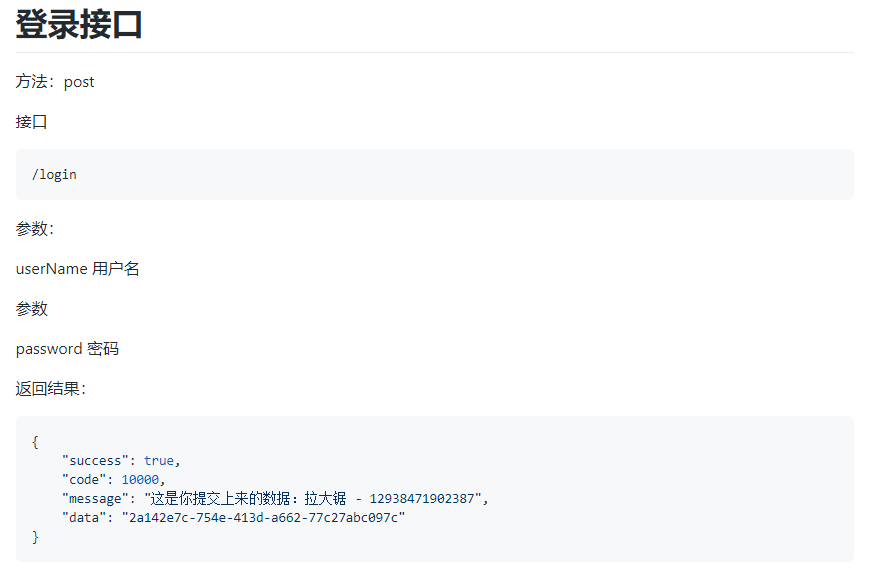 登录接口
方法：post
接口
/login
参数：
userName 用户名
参数
password 密码
返回结果：
{
    "success": true,
    "code": 10000,
    "message": "这是你提交上来的数据：拉大锯 - 12938471902387",
    "data": "2a142e7c-754e-413d-a662-77c27abc097c"
}